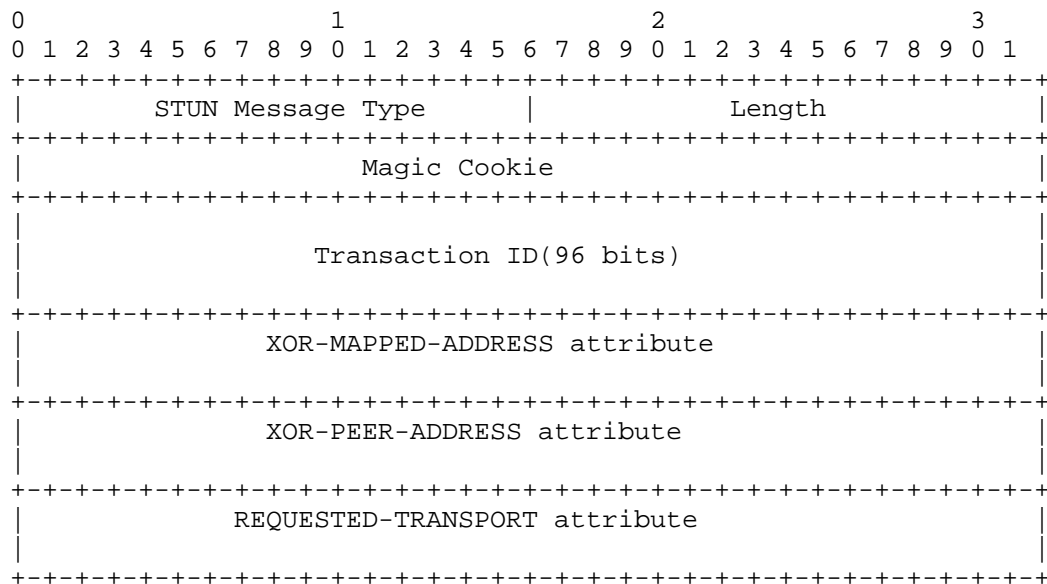 0                   1                   2                   3
0 1 2 3 4 5 6 7 8 9 0 1 2 3 4 5 6 7 8 9 0 1 2 3 4 5 6 7 8 9 0 1
+-+-+-+-+-+-+-+-+-+-+-+-+-+-+-+-+-+-+-+-+-+-+-+-+-+-+-+-+-+-+-+-+
|        STUN Message Type      |            Length             |
+-+-+-+-+-+-+-+-+-+-+-+-+-+-+-+-+-+-+-+-+-+-+-+-+-+-+-+-+-+-+-+-+
|                     Magic Cookie                              |
+-+-+-+-+-+-+-+-+-+-+-+-+-+-+-+-+-+-+-+-+-+-+-+-+-+-+-+-+-+-+-+-+
|                                                               |
|                  Transaction ID(96 bits)                      |
|                                                               |
+-+-+-+-+-+-+-+-+-+-+-+-+-+-+-+-+-+-+-+-+-+-+-+-+-+-+-+-+-+-+-+-+
|               XOR-MAPPED-ADDRESS attribute                    |
|                                                               |
+-+-+-+-+-+-+-+-+-+-+-+-+-+-+-+-+-+-+-+-+-+-+-+-+-+-+-+-+-+-+-+-+
|               XOR-PEER-ADDRESS attribute                      |
|                                                               |
+-+-+-+-+-+-+-+-+-+-+-+-+-+-+-+-+-+-+-+-+-+-+-+-+-+-+-+-+-+-+-+-+
|             REQUESTED-TRANSPORT attribute                     |
|                                                               |
+-+-+-+-+-+-+-+-+-+-+-+-+-+-+-+-+-+-+-+-+-+-+-+-+-+-+-+-+-+-+-+-+